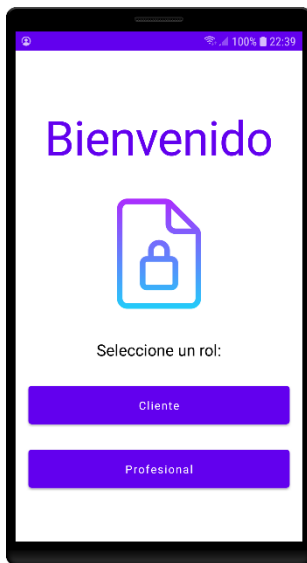 100% 22:39
Bienvenido
Seleccione un rol:
Cliente
Profesional